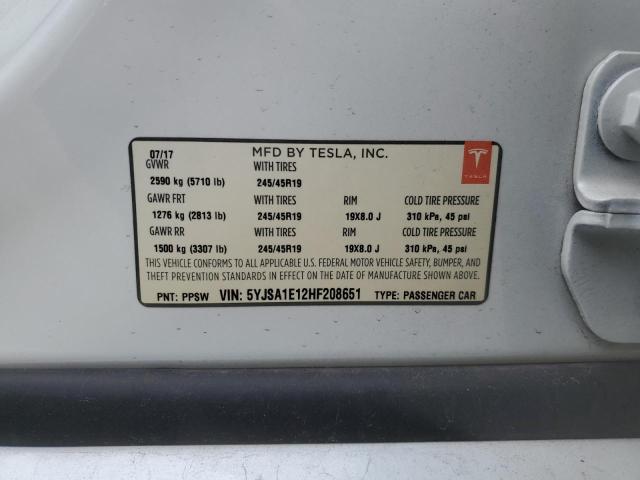 07/17 MFD BY TESLA, INC.
GVWR WITH TIRES TESLA
2590 kg (5710 lb) 245/45R19
GAWR FRT WITH TIRES RIM COLD TIRE PRESSURE
1276 kg (2813 lb) 245/45R19 19X8.0 J 310 kPa, 45 psi
GAWR RR WITH TIRES RIM COLD TIRE PRESSURE
1500 kg (3307 lb) 245/45R19 19X8.0 J 310 kPa, 45 psi
THIS VEHICLE CONFORMS TO ALL APPLICABLE U.S. FEDERAL MOTOR VEHICLE SAFETY, BUMPER, AND
THEFT PREVENTION STANDARDS IN EFFECT ON THE DATE OF MANUFACTURE SHOWN ABOVE.
PNT: PPSW VIN: 5YJSA1E12HF208651 TYPE: PASSENGER CAR